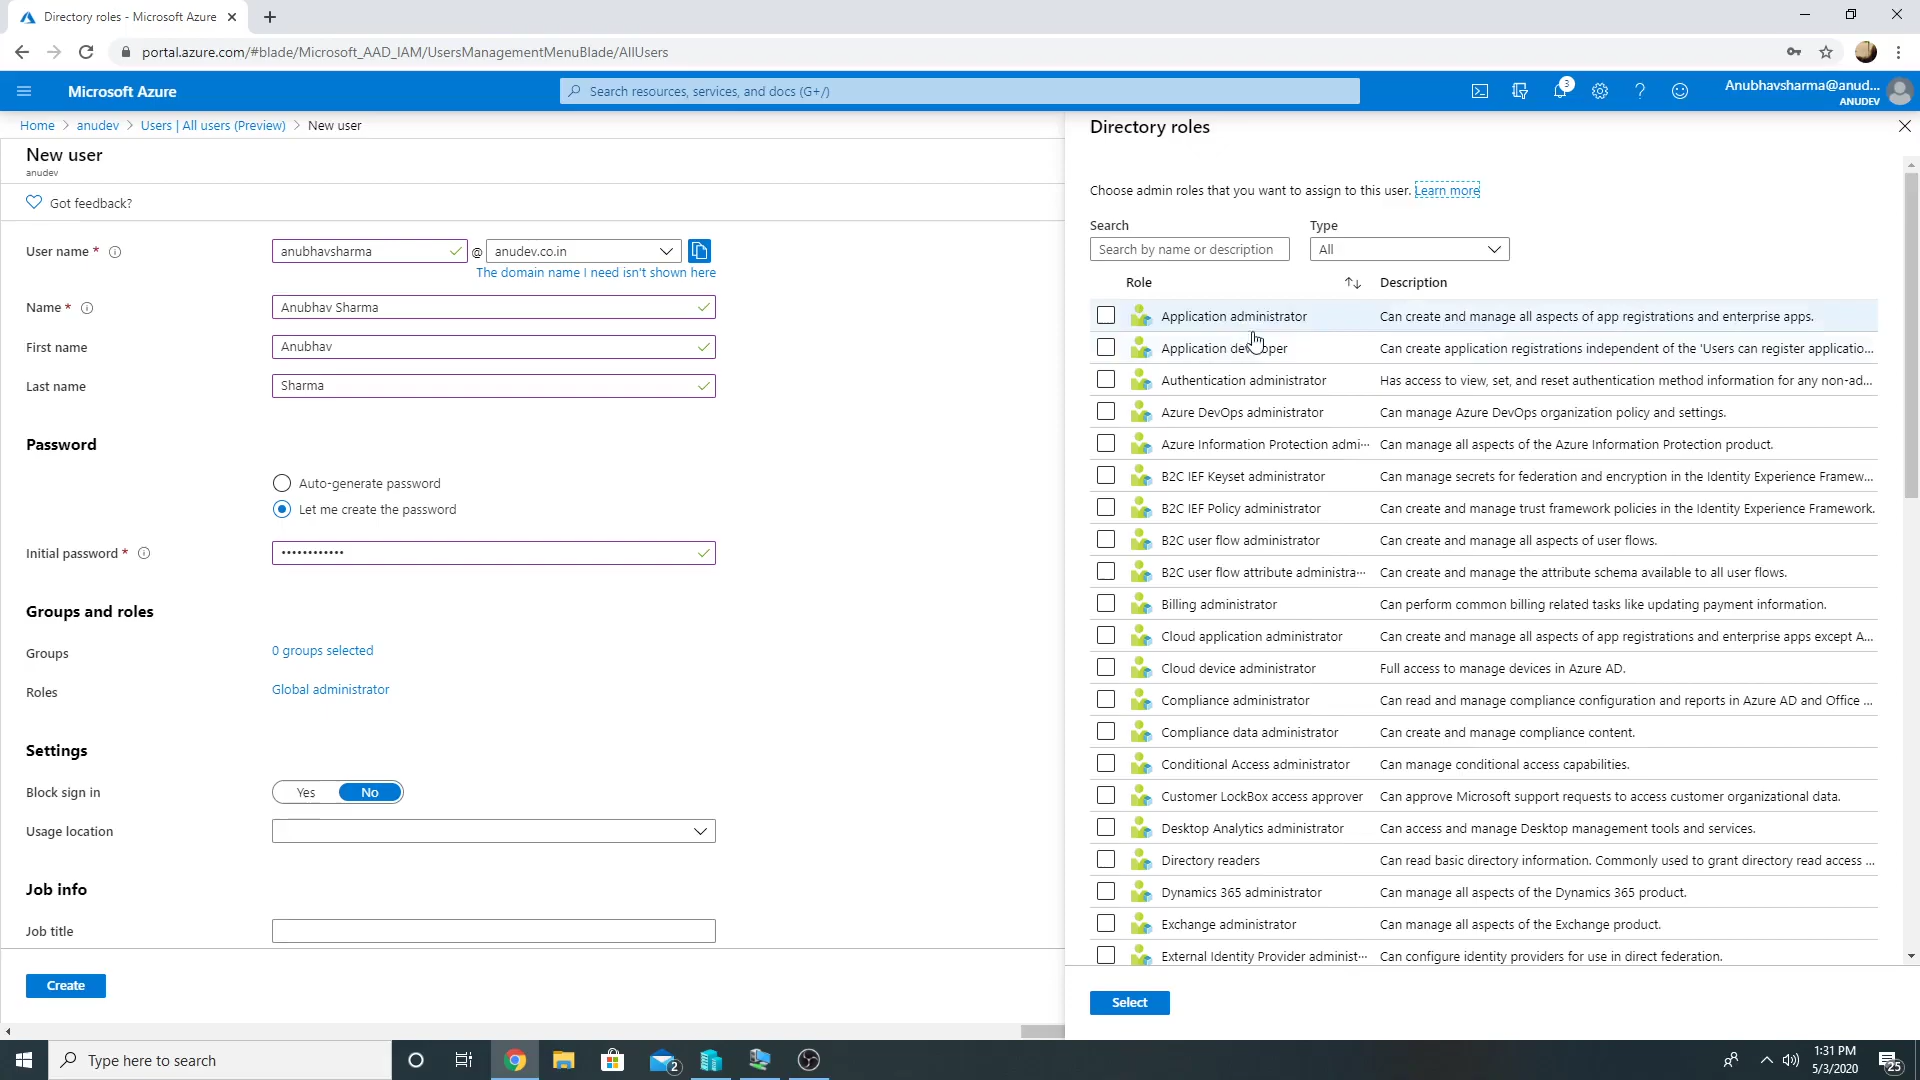 Directory roles - Microsoft Azure
portal.azure.com/#blade/Microsoft_AAD_IAM/UsersManagementMenuBlade/AllUsers
Microsoft Azure
Search resources, services, and docs (G+/)
3
Anubhavsharma@anud...
ANUDEV
Home > anudev > Users | All users (Preview) > New user
New user
anudev
Got feedback?
User name *
anubhavsharma
@
anudev.co.in
The domain name I need isn't shown here
Name *
Anubhav Sharma
First name
Anubhav
Last name
Sharma
Password
Auto-generate password
Let me create the password
Initial password *
••••••••••••
Groups and roles
Groups
0 groups selected
Roles
Global administrator
Settings
Block sign in
Yes No
Usage location
Job info
Job title
Create
Directory roles
Choose admin roles that you want to assign to this user. Learn more
Search Type
Search by name or description All
Role Description
Application administrator Can create and manage all aspects of app registrations and enterprise apps.
Application developer Can create application registrations independent of the 'Users can register applicatio...
Authentication administrator Has access to view, set, and reset authentication method information for any non-ad...
Azure DevOps administrator Can manage Azure DevOps organization policy and settings.
Azure Information Protection admi··· Can manage all aspects of the Azure Information Protection product.
B2C IEF Keyset administrator Can manage secrets for federation and encryption in the Identity Experience Framew...
B2C IEF Policy administrator Can create and manage trust framework policies in the Identity Experience Framework.
B2C user flow administrator Can create and manage all aspects of user flows.
B2C user flow attribute administra··· Can create and manage the attribute schema available to all user flows.
Billing administrator Can perform common billing related tasks like updating payment information.
Cloud application administrator Can create and manage all aspects of app registrations and enterprise apps except A...
Cloud device administrator Full access to manage devices in Azure AD.
Compliance administrator Can read and manage compliance configuration and reports in Azure AD and Office ...
Compliance data administrator Can create and manage compliance content.
Conditional Access administrator Can manage conditional access capabilities.
Customer LockBox access approver Can approve Microsoft support requests to access customer organizational data.
Desktop Analytics administrator Can access and manage Desktop management tools and services.
Directory readers Can read basic directory information. Commonly used to grant directory read access ...
Dynamics 365 administrator Can manage all aspects of the Dynamics 365 product.
Exchange administrator Can manage all aspects of the Exchange product.
External Identity Provider administ··· Can configure identity providers for use in direct federation.
Select
Type here to search
2
1:31 PM
5/3/2020
25